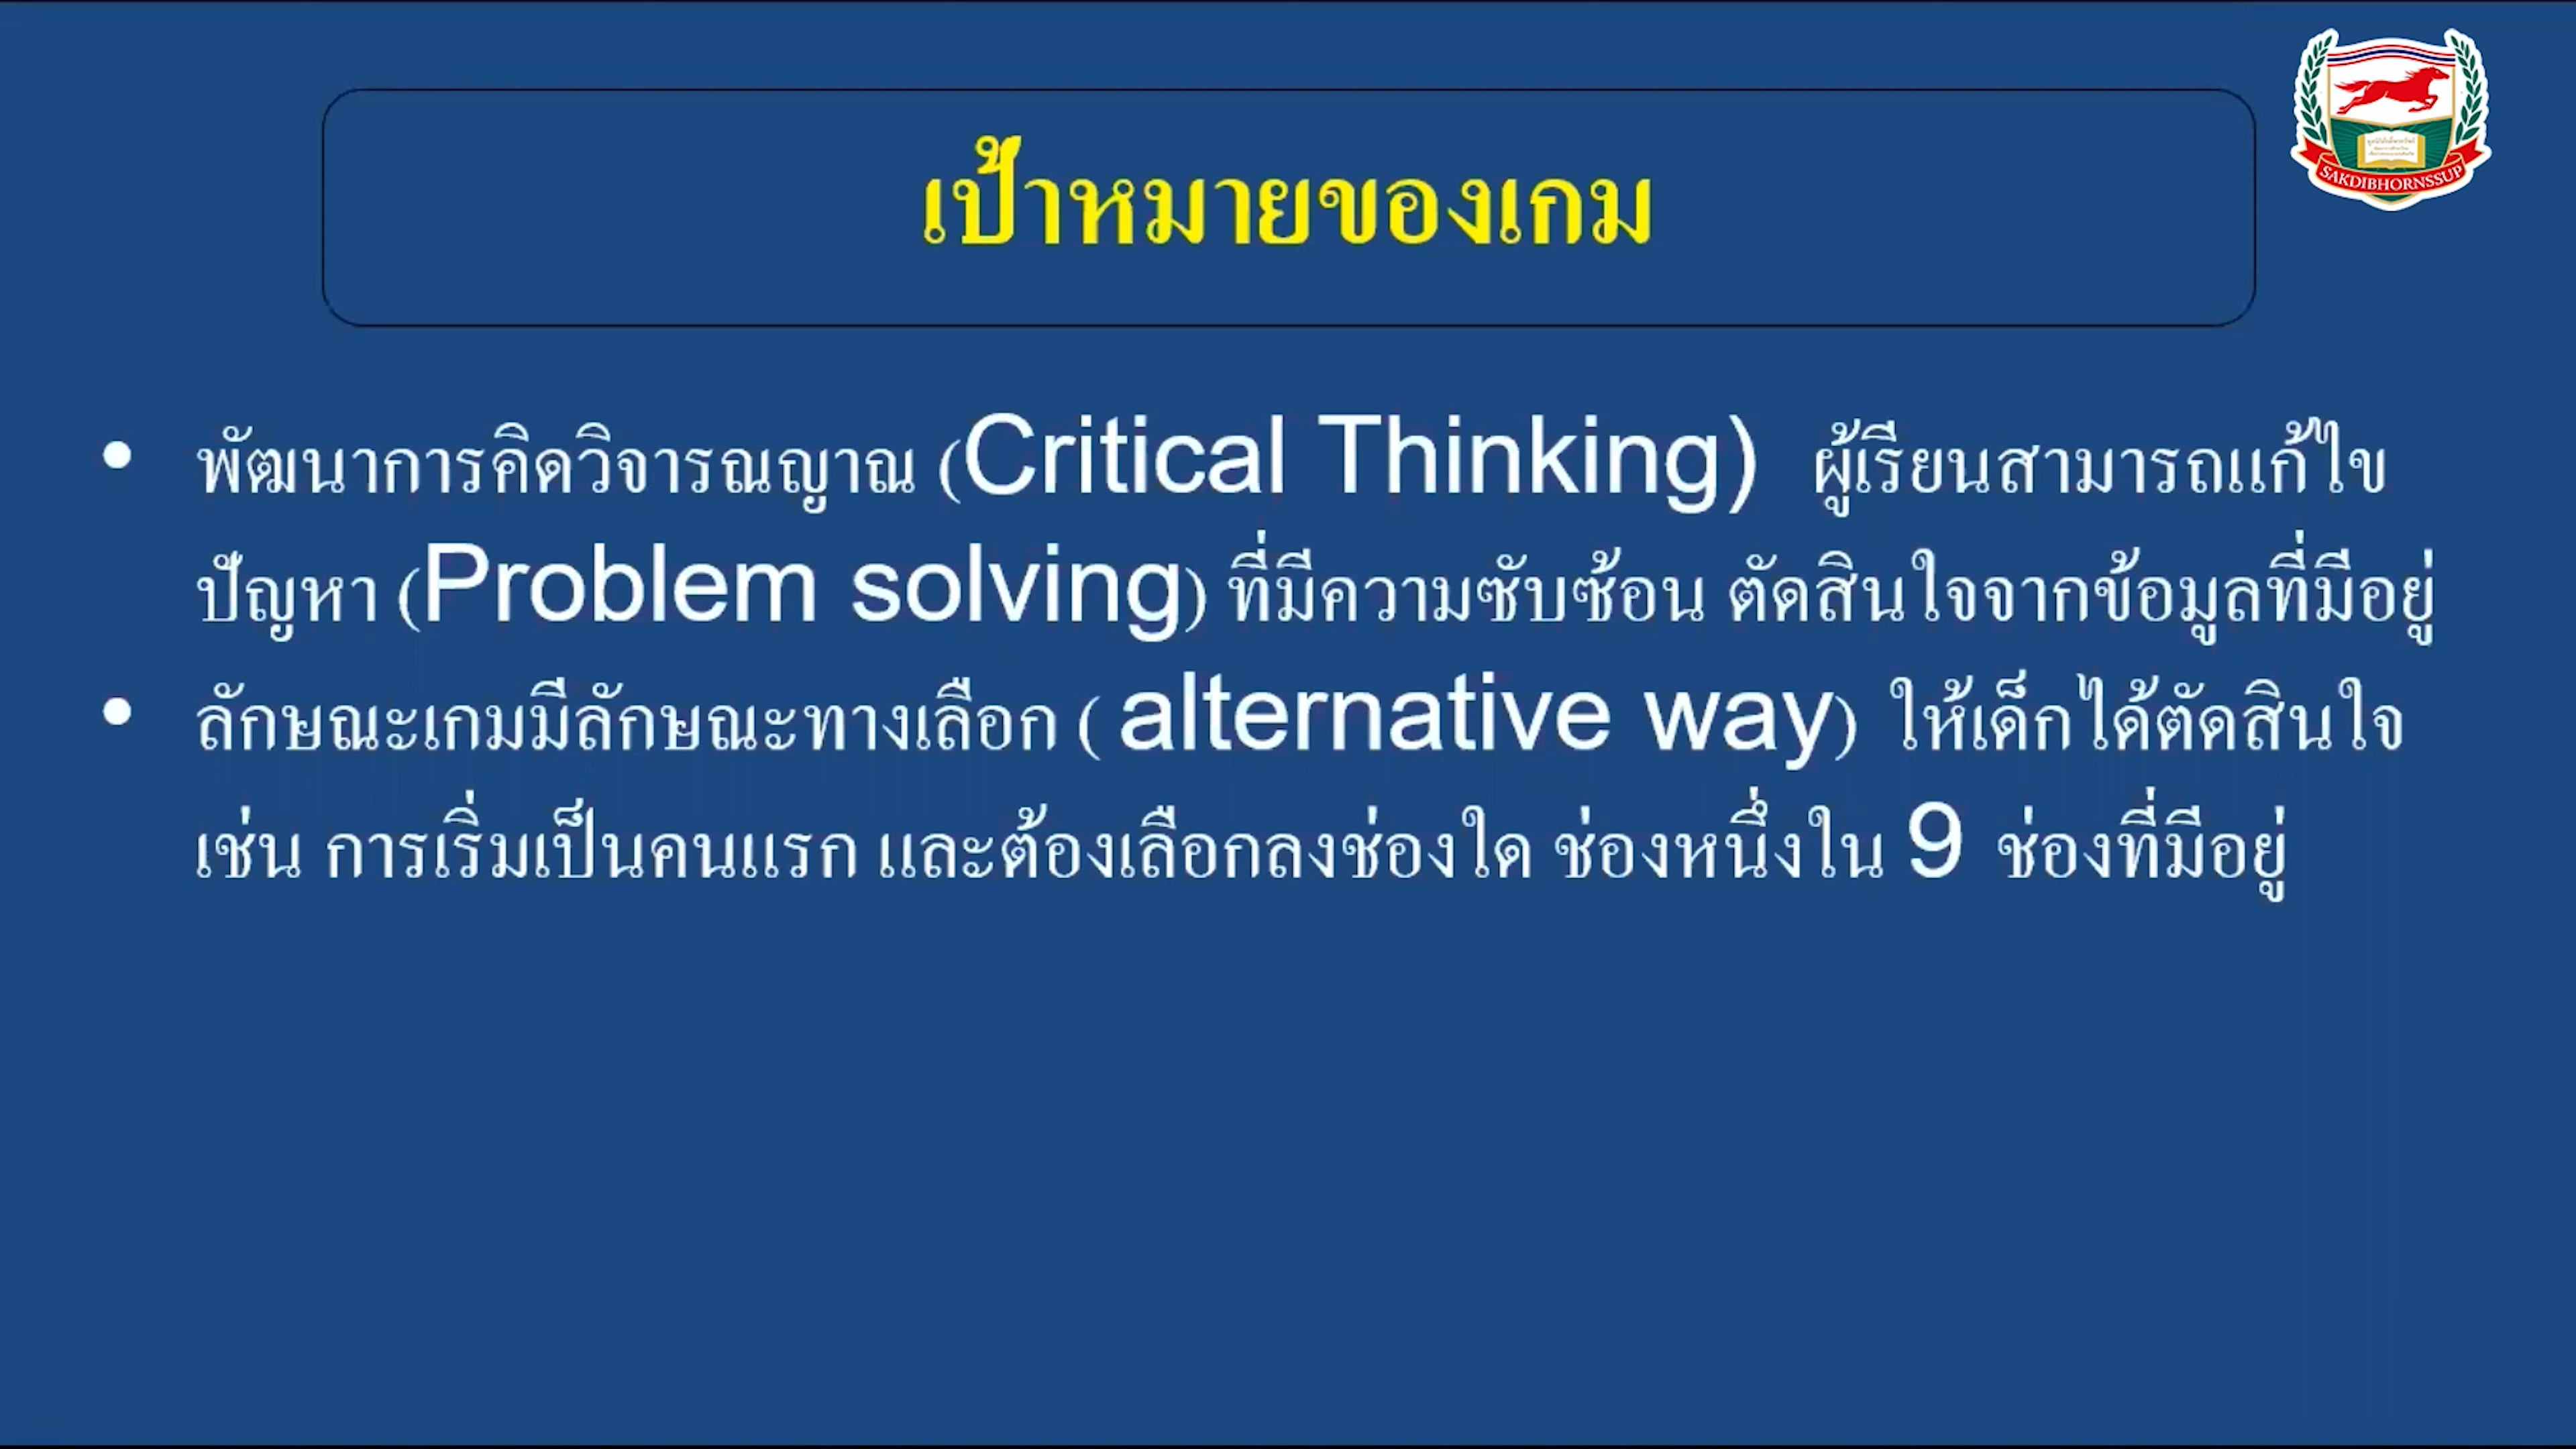 เป้าหมายของเกม
SAKDIBHORNSSUP
• พัฒนาการคิดวิจารณญาณ (Critical Thinking) ผู้เรียนสามารถแก้ไข
ปัญหา (Problem solving) ที่มีความซับซ้อน ตัดสินใจจากข้อมูลที่มีอยู่
• ลักษณะเกมมีลักษณะทางเลือก ( alternative way) ให้เด็กได้ตัดสินใจ
เช่น การเริ่มเป็นคนแรก และต้องเลือกลงช่องใด ช่องหนึ่งใน 9 ช่องที่มีอยู่